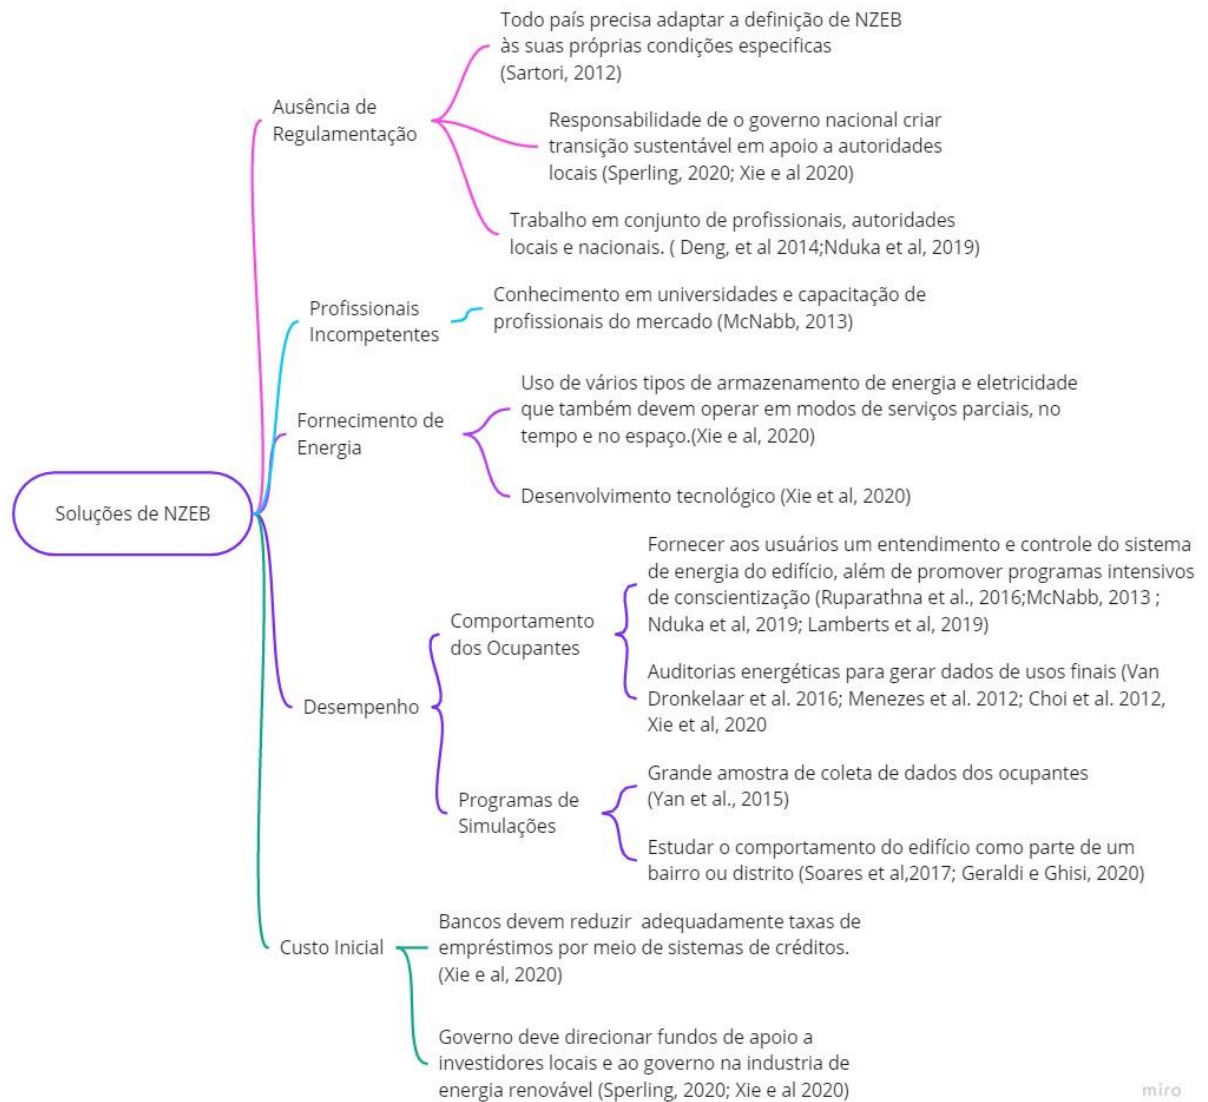 Soluções de NZEB
Ausência de
Regulamentação
Todo país precisa adaptar a definição de NZEB
às suas próprias condições especificas
(Sartori, 2012)
Responsabilidade de o governo nacional criar
transição sustentável em apoio a autoridades
locais (Sperling, 2020; Xie e al 2020)
Trabalho em conjunto de profissionais, autoridades
locais e nacionais. ( Deng, et al 2014;Nduka et al, 2019)
Profissionais
Incompetentes
Conhecimento em universidades e capacitação de
profissionais do mercado (McNabb, 2013)
Fornecimento de
Energia
Uso de vários tipos de armazenamento de energia e eletricidade
que também devem operar em modos de serviços parciais, no
tempo e no espaço.(Xie e al, 2020)
Desenvolvimento tecnológico (Xie et al, 2020)
Desempenho
Comportamento
dos Ocupantes
Fornecer aos usuários um entendimento e controle do sistema
de energia do edifício, além de promover programas intensivos
de conscientização (Ruparathna et al., 2016;McNabb, 2013 ;
Nduka et al, 2019; Lamberts et al, 2019)
Auditorias energéticas para gerar dados de usos finais (Van
Dronkelaar et al. 2016; Menezes et al. 2012; Choi et al. 2012,
Xie et al, 2020
Programas de
Simulações
Grande amostra de coleta de dados dos ocupantes
(Yan et al., 2015)
Estudar o comportamento do edifício como parte de um
bairro ou distrito (Soares et al,2017; Geraldi e Ghisi, 2020)
Custo Inicial
Bancos devem reduzir  adequadamente taxas de
empréstimos por meio de sistemas de créditos.
(Xie e al, 2020)
Governo deve direcionar fundos de apoio a
investidores locais e ao governo na industria de
energia renovável (Sperling, 2020; Xie e al 2020)
miro